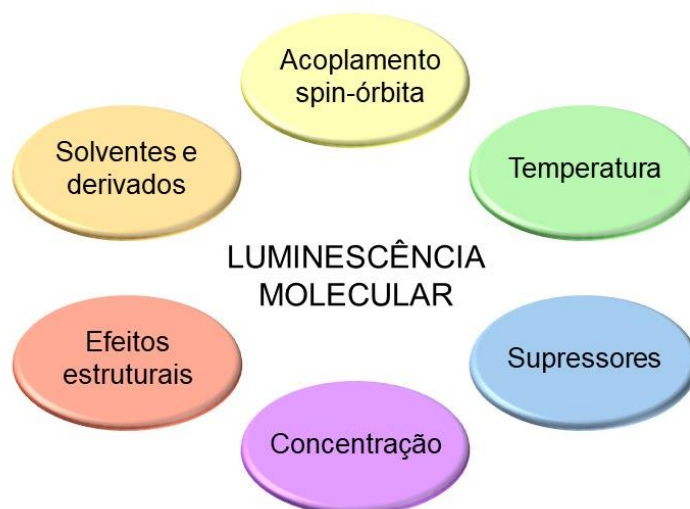 Acoplamento
spin-órbita
Solventes e
derivados
Temperatura
LUMINESCÊNCIA
MOLECULAR
Efeitos
estruturais
Supressores
Concentração